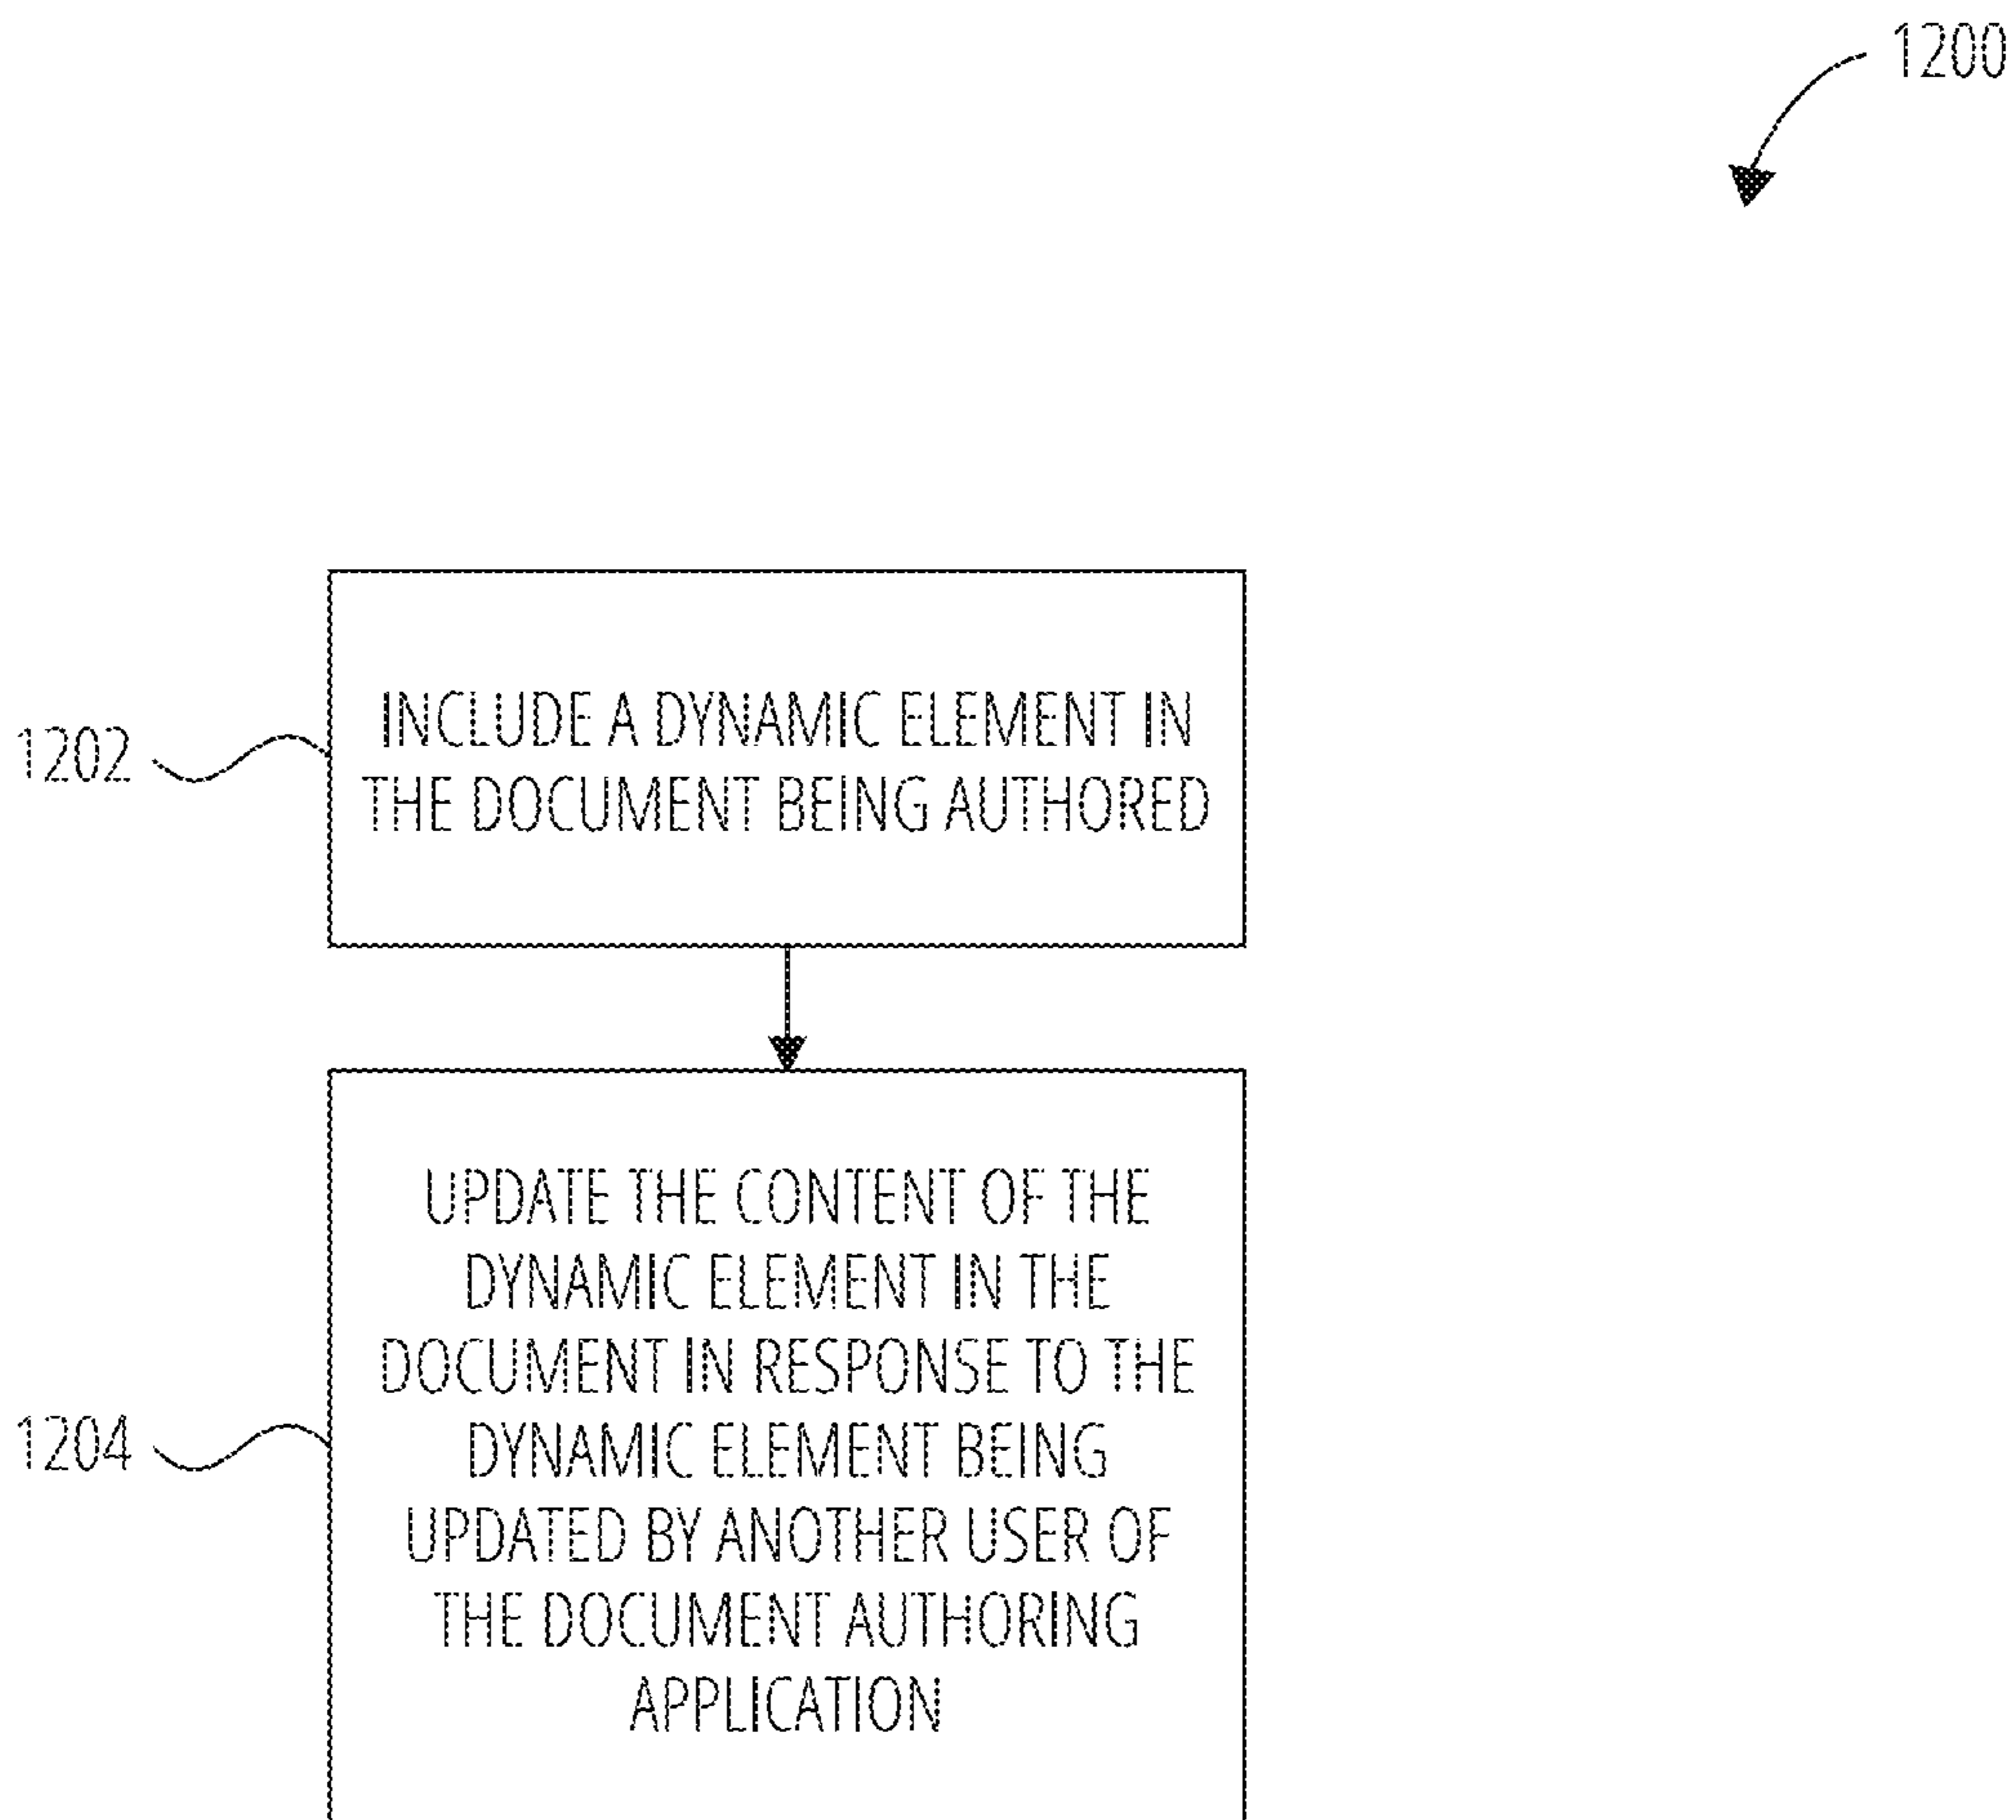 1200
1202
INCLUDE A DYNAMIC ELEMENT IN
THE DOCUMENT BEING AUTHORED
1204
UPDATE THE CONTENT OF THE
DYNAMIC ELEMENT IN THE
DOCUMENT IN RESPONSE TO THE
DYNAMIC ELEMENT BEING
UPDATED BY ANOTHER USER OF
THE DOCUMENT AUTHORING
APPLICATION